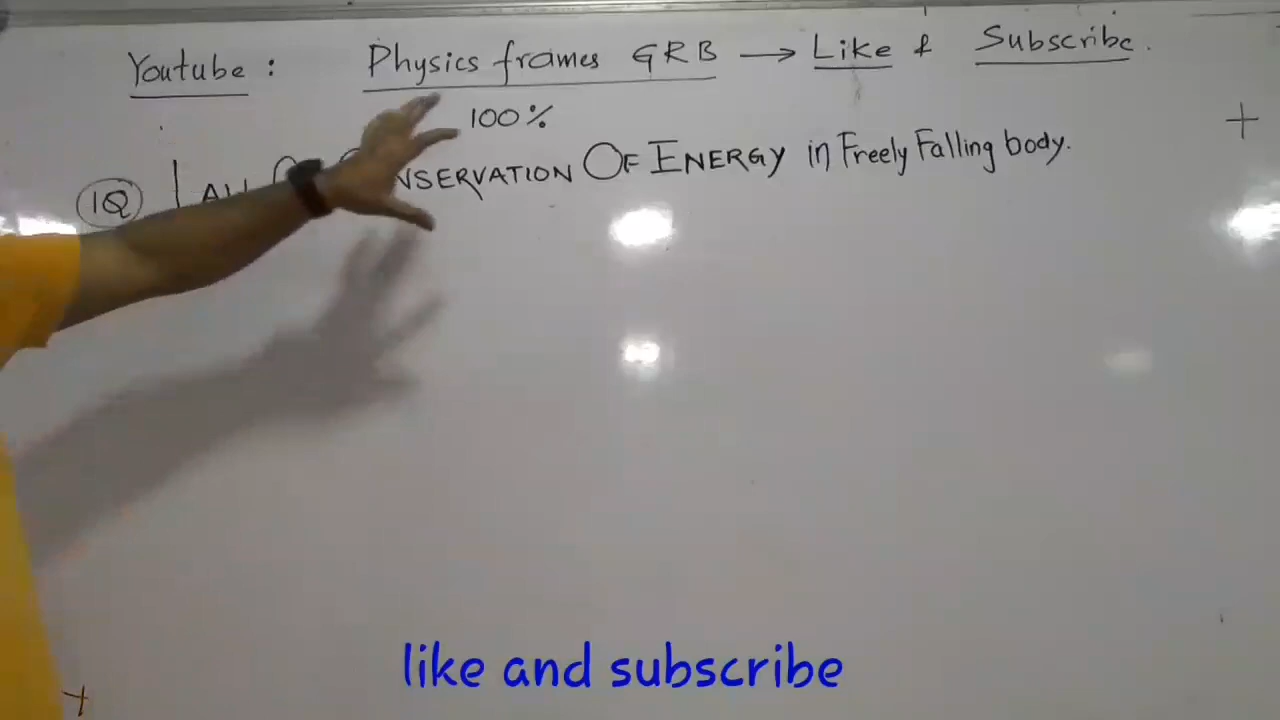 Youtube : Physics frames GRB → Like & Subscribe.
100%
1Q NSERVATION OF ENERGY in Freely Falling body.
like and subscribe